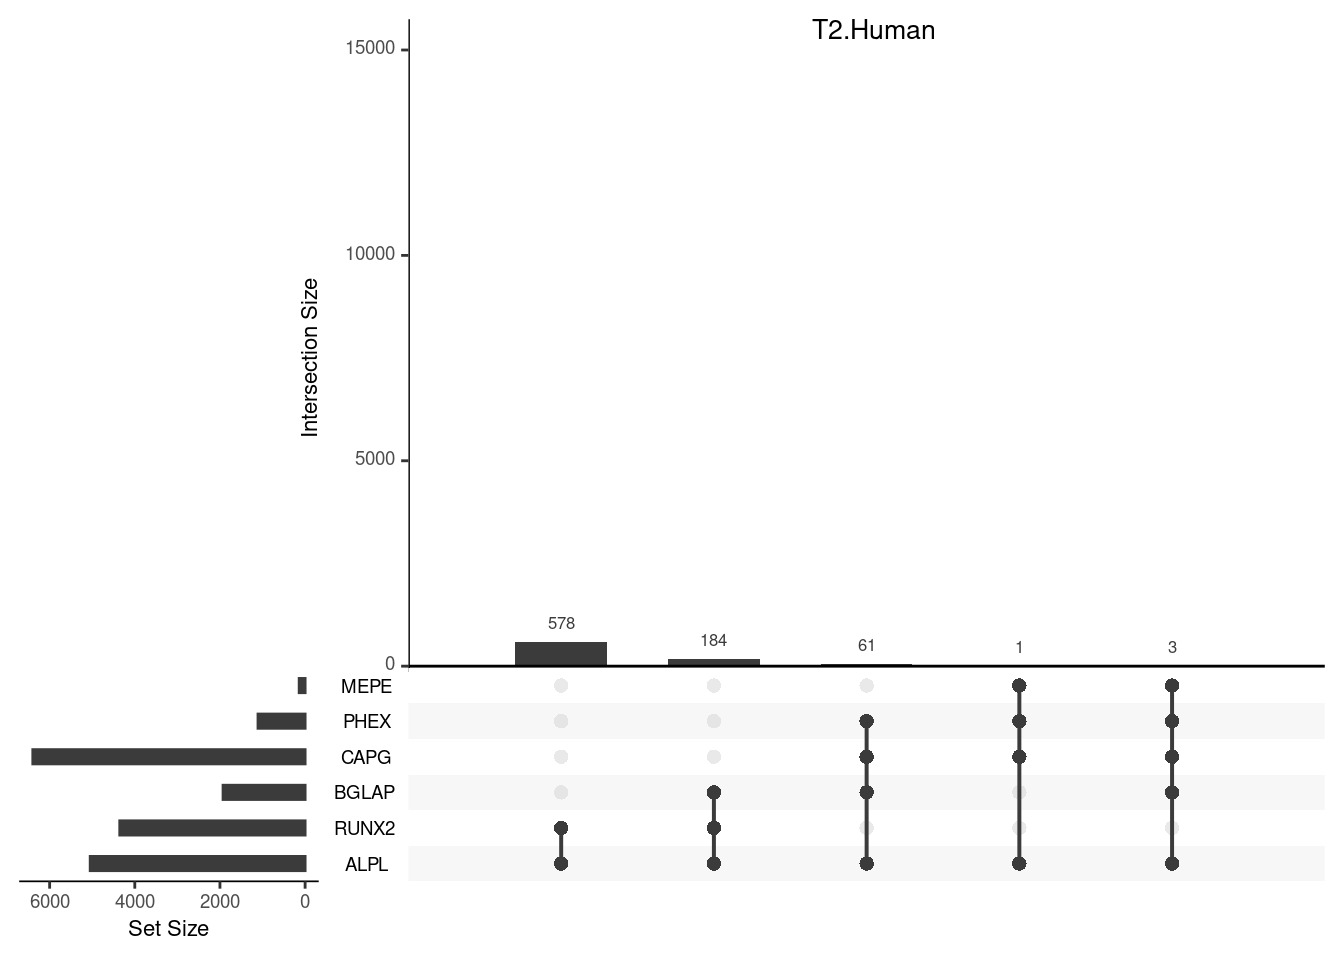 T2.Human
15000
10000
5000
0
Intersection Size
578
184
61
1
3
MEPE
PHEX
CAPG
BGLAP
RUNX2
ALPL
6000 4000 2000 0
Set Size